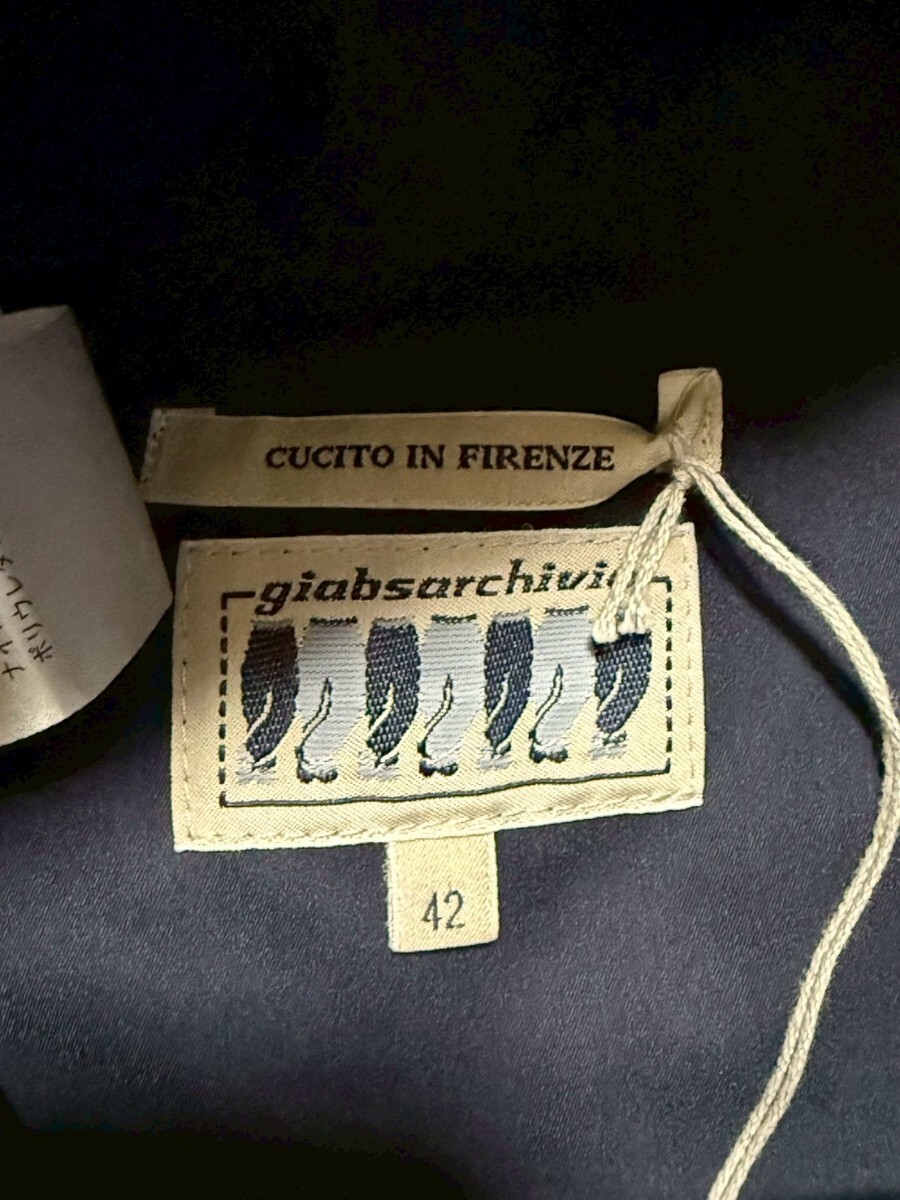 CUCITO IN FIRENZE
giabsarchivio
42